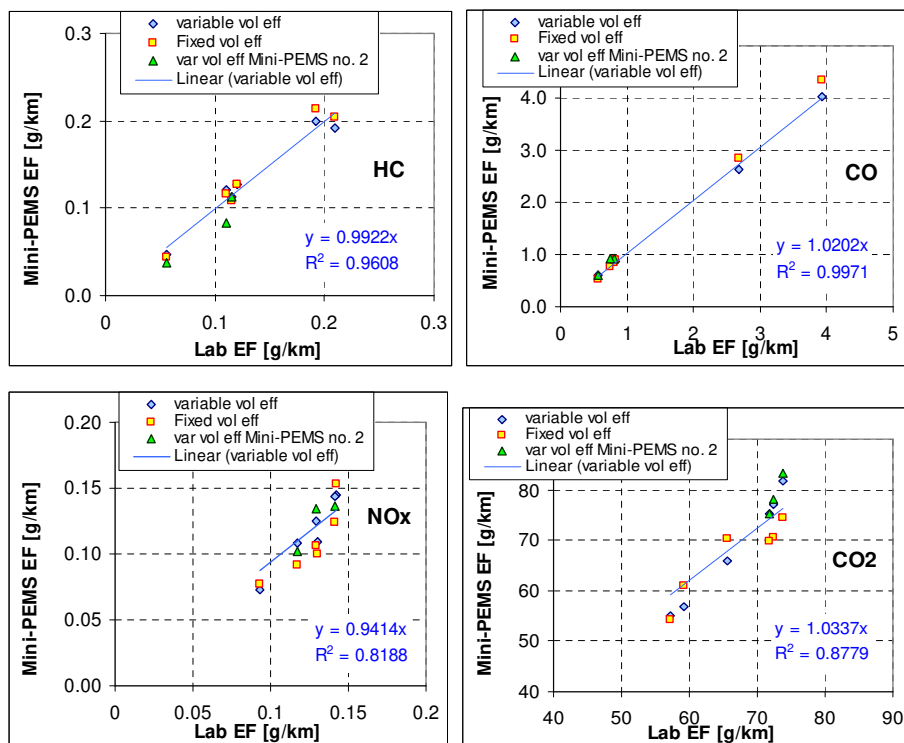 variable vol eff
Fixed vol eff
var vol eff Mini-PEMS no. 2
Linear (variable vol eff)
0.3
0.2
0.1
0.0
Mini-PEMS EF [g/km]
HC
y = 0.9922x
R² = 0.9608
0 0.1 0.2 0.3
Lab EF [g/km]
variable vol eff
Fixed vol eff
var vol eff Mini-PEMS no. 2
Linear (variable vol eff)
4.0
3.0
2.0
1.0
0.0
Mini-PEMS EF [g/km]
CO
y = 1.0202x
R² = 0.9971
0 1 2 3 4 5
Lab EF [g/km]
variable vol eff
Fixed vol eff
var vol eff Mini-PEMS no. 2
Linear (variable vol eff)
0.20
0.15
0.10
0.05
0.00
Mini-PEMS EF [g/km]
NOx
y = 0.9414x
R² = 0.8188
0 0.05 0.1 0.15 0.2
Lab EF [g/km]
variable vol eff
Fixed vol eff
var vol eff Mini-PEMS no. 2
Linear (variable vol eff)
80
70
60
50
40
Mini-PEMS EF [g/km]
CO2
y = 1.0337x
R² = 0.8779
40 50 60 70 80 90
Lab EF [g/km]